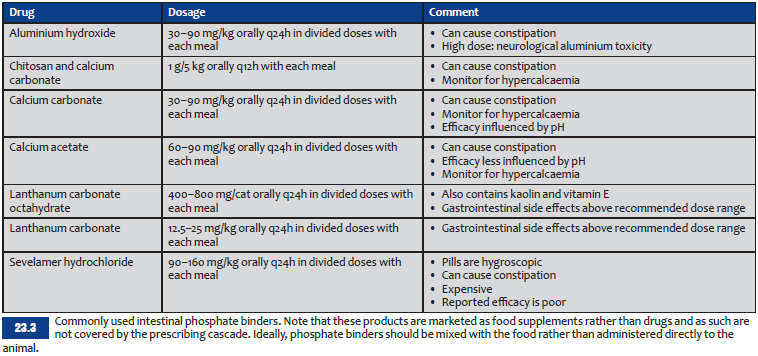 Drug Dosage Comment
Aluminium hydroxide 30–90 mg/kg orally q24h in divided doses with • Can cause constipation
each meal • High dose: neurological aluminium toxicity
Chitosan and calcium 1 g/5 kg orally q12h with each meal • Can cause constipation
carbonate • Monitor for hypercalcaemia
Calcium carbonate 30–90 mg/kg orally q24h in divided doses with • Can cause constipation
each meal • Monitor for hypercalcaemia
• Efficacy influenced by pH
Calcium acetate 60–90 mg/kg orally q24h in divided doses with • Can cause constipation
each meal • Efficacy less influenced by pH
• Monitor for hypercalcaemia
Lanthanum carbonate 400–800 mg/cat orally q24h in divided doses with • Also contains kaolin and vitamin E
octahydrate each meal • Gastrointestinal side effects above recommended dose range
Lanthanum carbonate 12.5–25 mg/kg orally q24h in divided doses with • Gastrointestinal side effects above recommended dose range
each meal
Sevelamer hydrochloride 90–160 mg/kg orally q24h in divided doses with • Pills are hygroscopic
each meal • Can cause constipation
• Expensive
• Reported efficacy is poor
23.3 Commonly used intestinal phosphate binders. Note that these products are marketed as food supplements rather than drugs and as such are
not covered by the prescribing cascade. Ideally, phosphate binders should be mixed with the food rather than administered directly to the
animal.